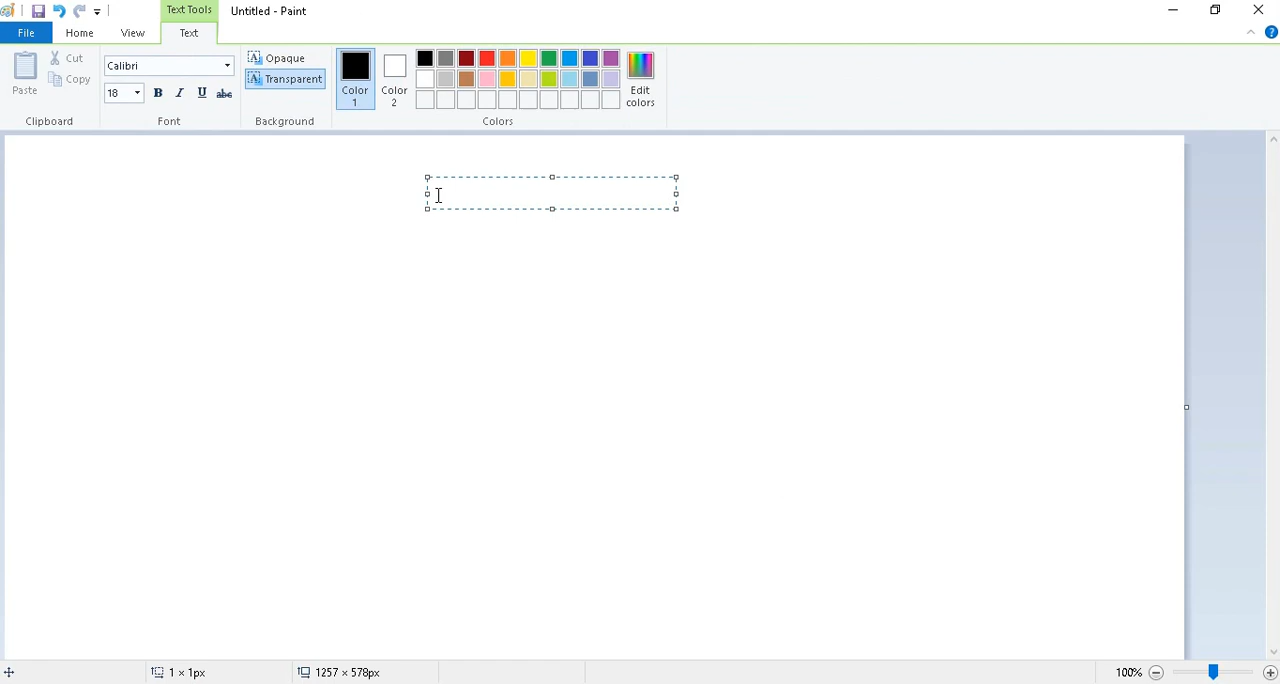 Text Tools
Untitled - Paint
File
Home
View
Text
Paste
Cut
Copy
Clipboard
Calibri
18
B
I
U
abc
Font
A Opaque
A Transparent
Background
Color
1
Color
2
Edit
colors
Colors
1 × 1px
1257 × 578px
100%